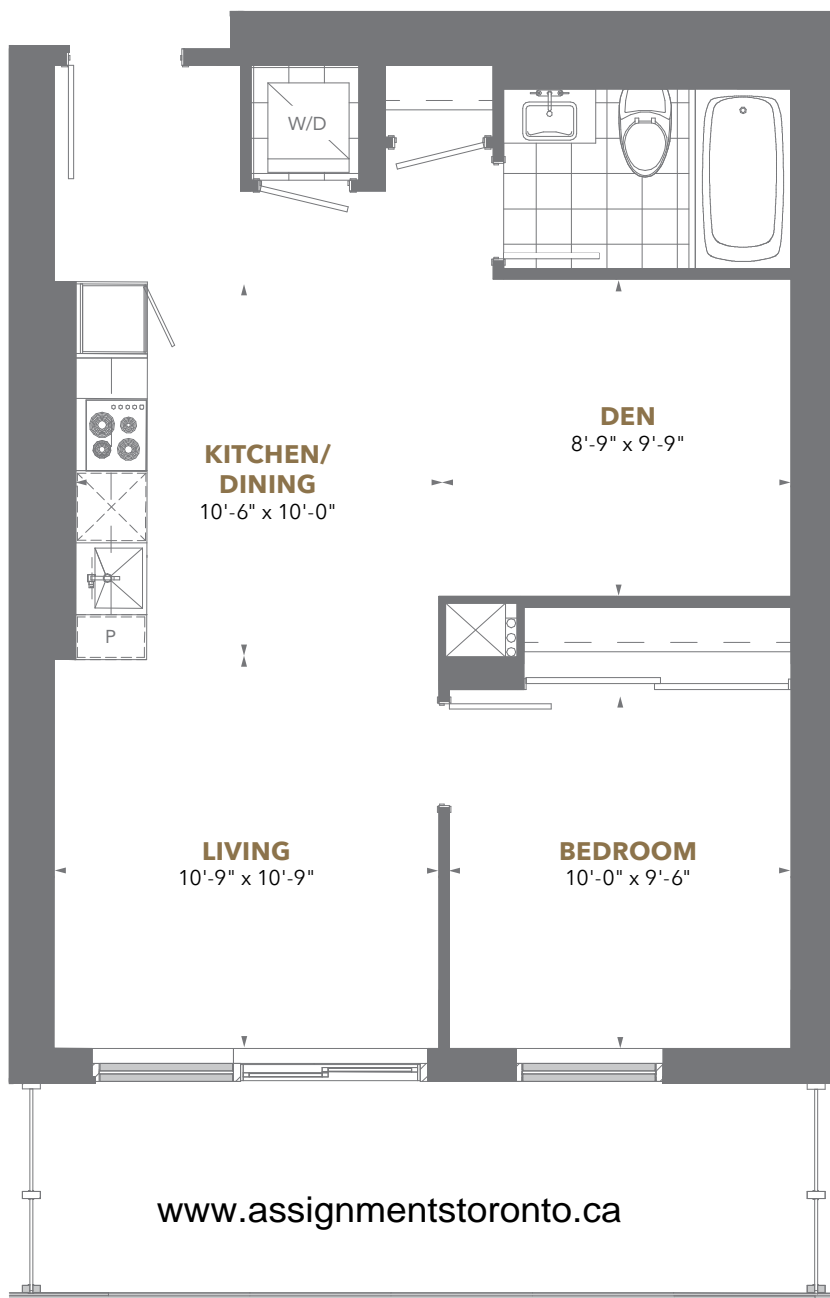 W/D
DEN
8'-9" x 9'-9"
KITCHEN/
DINING
10'-6" x 10'-0"
P
LIVING
10'-9" x 10'-9"
BEDROOM
10'-0" x 9'-6"
www.assignmentstoronto.ca